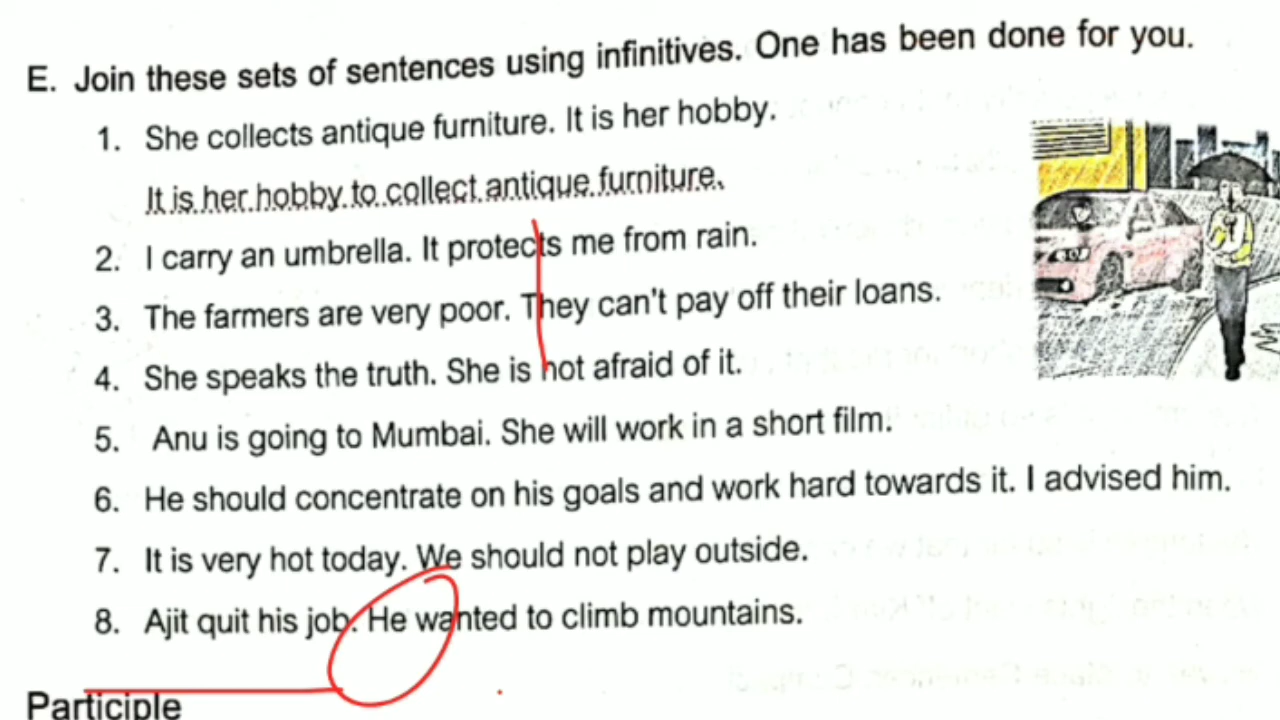 E. Join these sets of sentences using infinitives. One has been done for you.
1. She collects antique furniture. It is her hobby.
It is her hobby to collect antique furniture.
2. I carry an umbrella. It protects me from rain.
3. The farmers are very poor. They can't pay off their loans.
4. She speaks the truth. She is not afraid of it.
5. Anu is going to Mumbai. She will work in a short film.
6. He should concentrate on his goals and work hard towards it. I advised him.
7. It is very hot today. We should not play outside.
8. Ajit quit his job. He wanted to climb mountains.
Participle